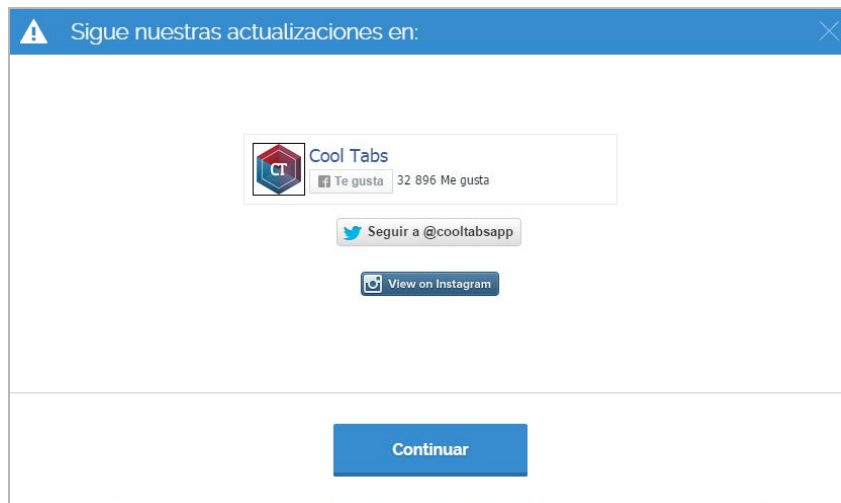 Sigue nuestras actualizaciones en:
CT
Cool Tabs
Te gusta 32 896 Me gusta
Seguir a @cooltabsapp
View on Instagram
Continuar